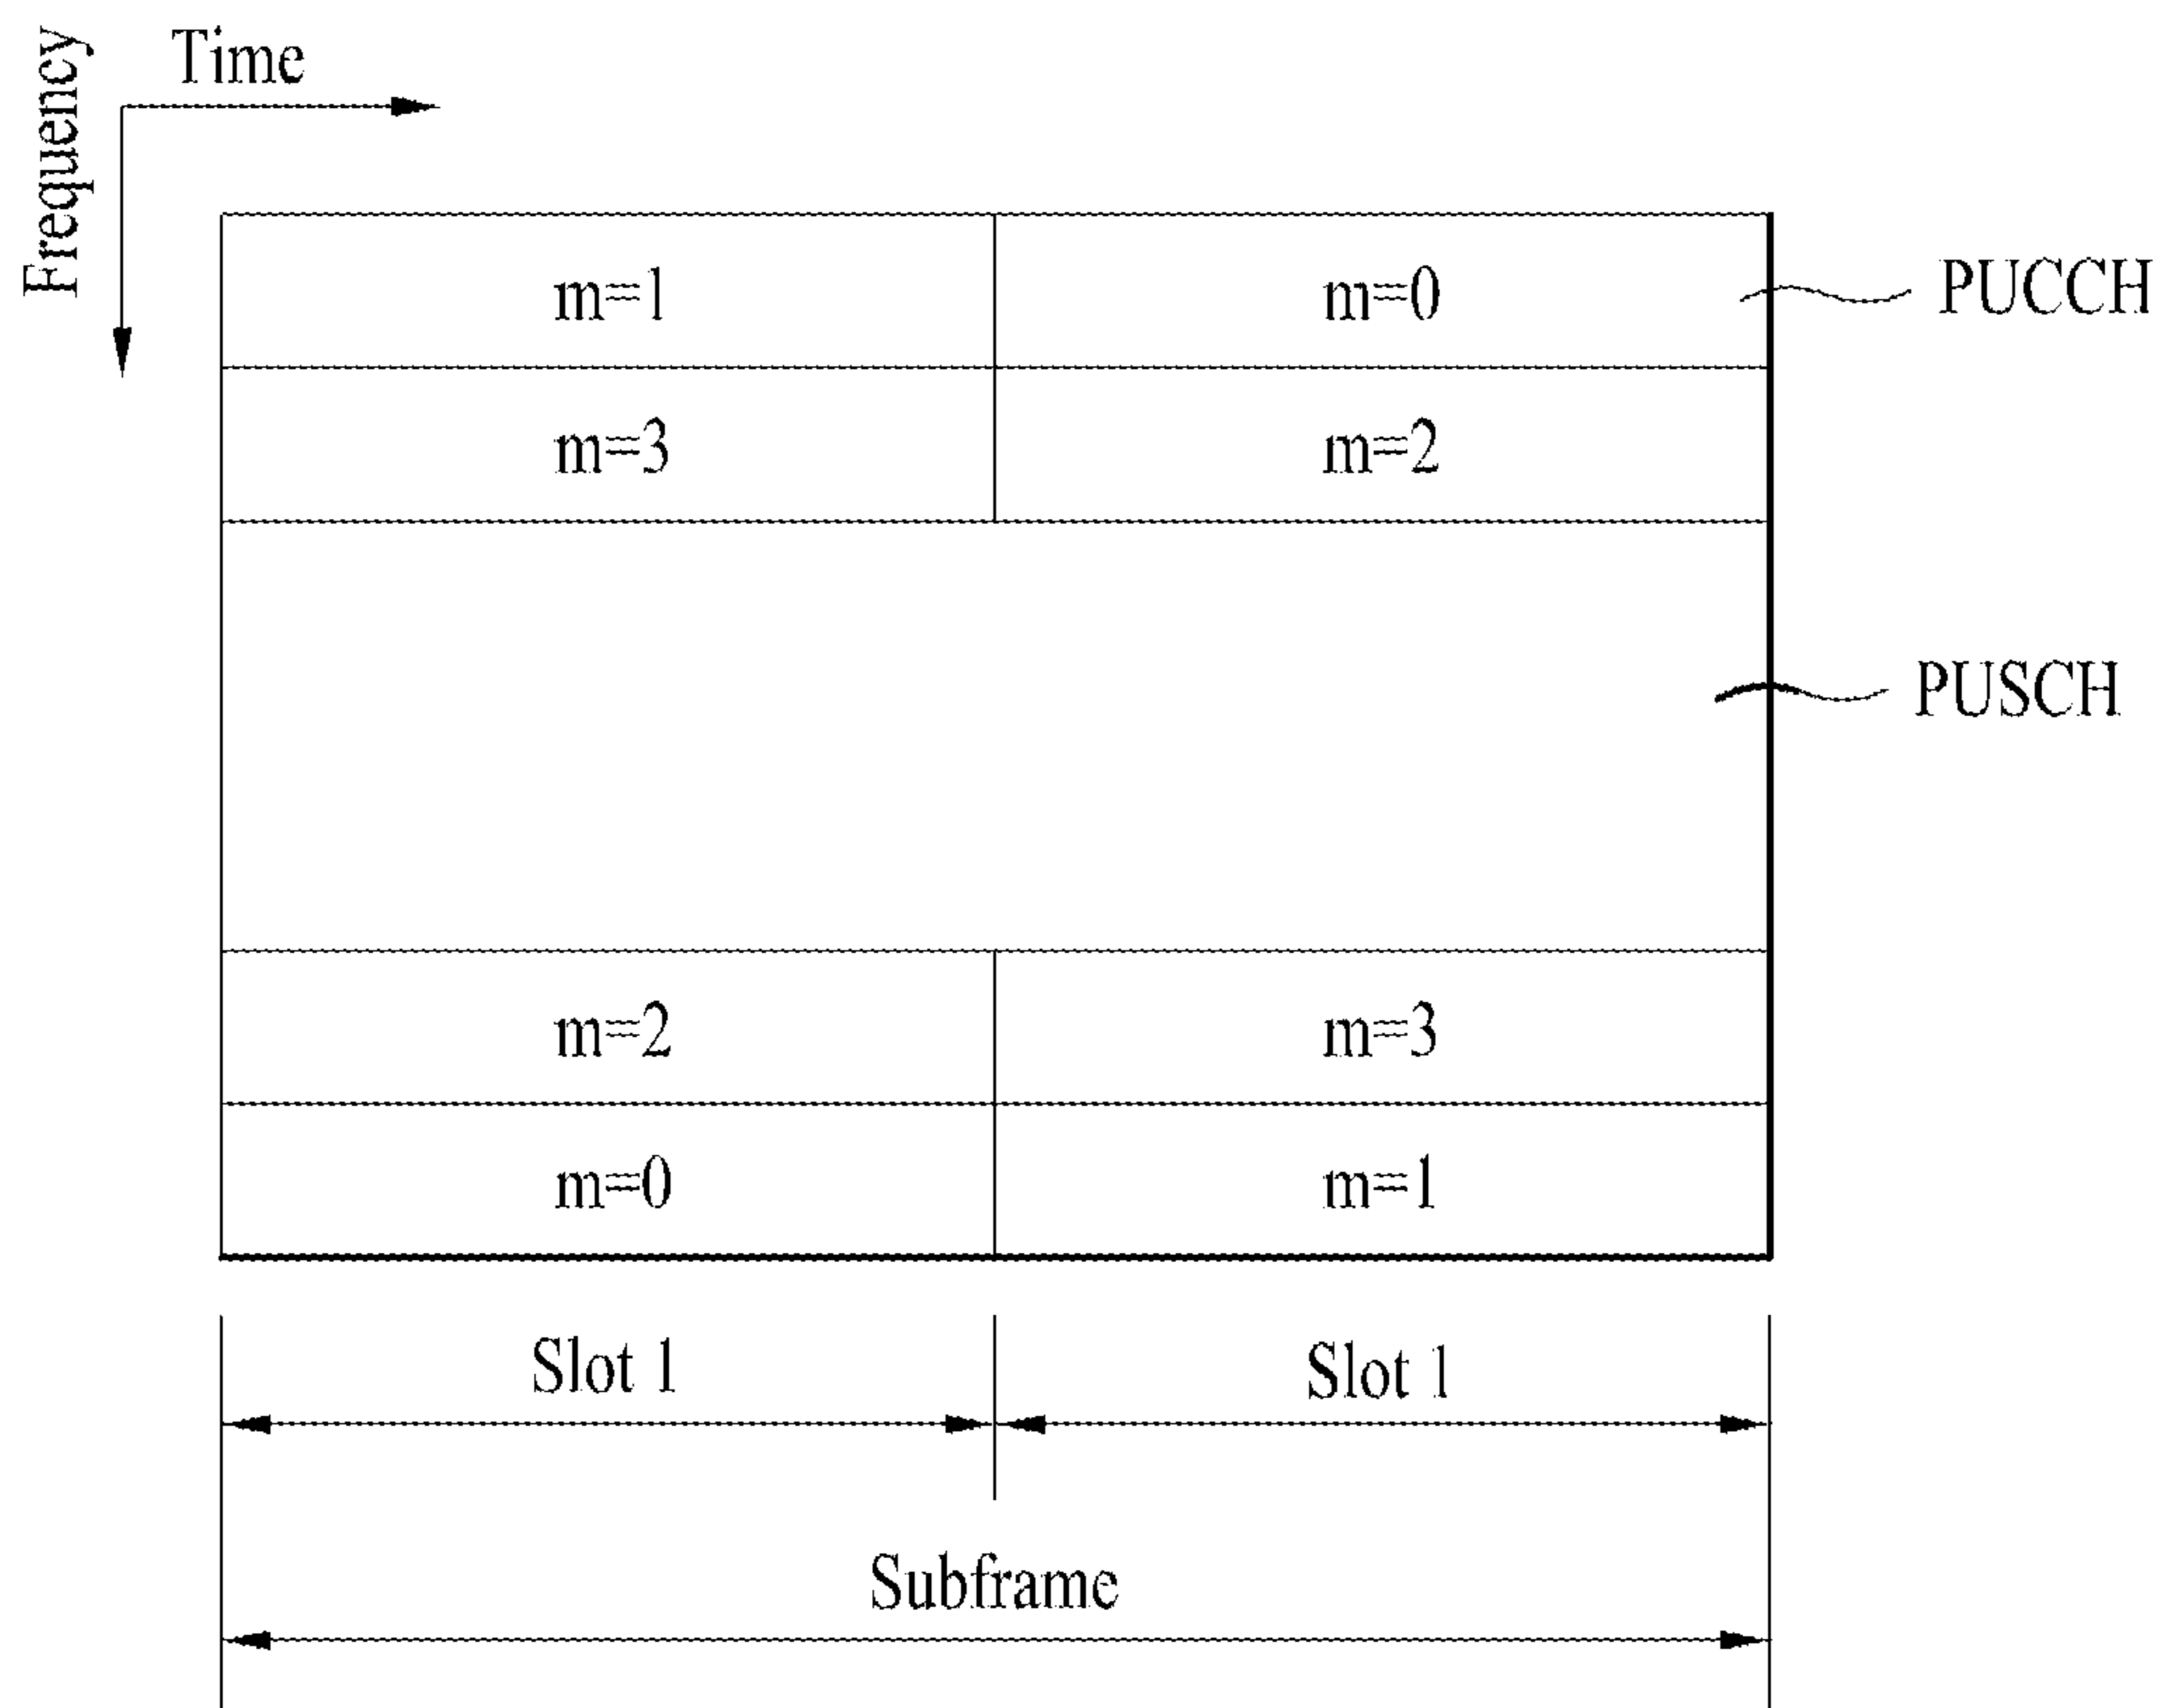 Time
Frequency
m=1
m=0
PUCCH
m=3
m=2
PUSCH
m=2
m=3
m=0
m=1
Slot 1
Slot 1
Subframe